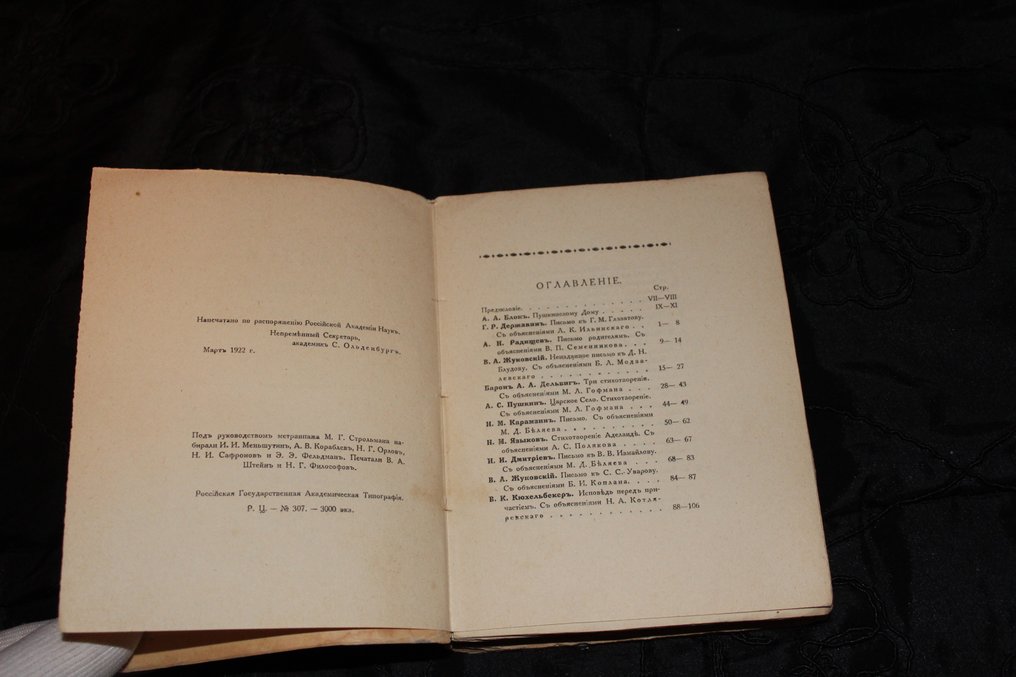 Напечатано по распоряженію Россійской Академіи Наукъ.
Непремѣнный Секретарь,
академикъ С. Ольденбургъ.
Мартъ 1922 г.
Подъ руководствомъ метранпажа М. Г. Строльмана на-
бирали И. И. Меньшутинъ, А. В. Кораблевъ, Н. Г. Орловъ,
Н. И. Сафроновъ и Э. Э. Фельдманъ. Печатали В. А.
Штейнъ и Н. Г. Философовъ.
Россійская Государственная Академическая Типографія.
Р. Ц. — № 307. — 3000 экз.
ОГЛАВЛЕНІЕ.
Стр.
Предисловіе. VII—VIII
А. А. Блокъ. Пушкинскому Дому IX—XI
Г. Р. Державинъ. Письмо къ Г. М.
Съ объясненіями Л. К. Ильинскаго 1— 8
А. Н. Радищевъ. Письмо родителямъ. Съ
объясненіями В. П. Семенникова 9— 14
В. А. Жуковскій. Неизданное письмо къ Д. Н.
Блудову. Съ объясненіями Б. Л. Модза-
левскаго 15— 27
Баронъ А. А. Дельвигъ. Три стихотворенія.
Съ объясненіями М. Л. Гофмана 28— 43
А. С. Пушкинъ. Царское Село. Стихотвореніе.
Съ объясненіями М. Л. Гофмана 44— 49
Н. М. Карамзинъ. Письмо. Съ объясненіями
М. Д. Бѣляева 50— 62
Н. М. Языковъ. Стихотвореніе Аделаидѣ. Съ
объясненіями А. С. Полякова 63— 67
И. И. Дмитріевъ. Письмо къ В. В. Измайлову.
Съ объясненіями М. Д. Бѣляева 68— 83
В. А. Жуковскій. Письмо къ С. С. Уварову.
Съ объясненіями Б. И. Коплана. 84— 87
В. К. Кюхельбекеръ. Исповѣдь передъ при-
частіемъ. Съ объясненіями Н. А. Котля-
ревскаго 88—106